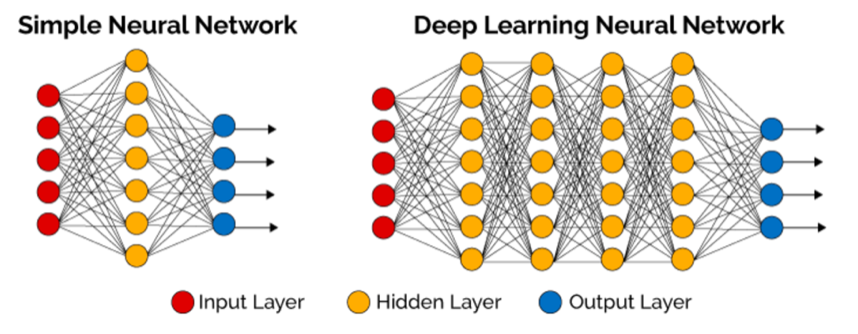 Simple Neural Network
Deep Learning Neural Network
Input Layer
Hidden Layer
Output Layer